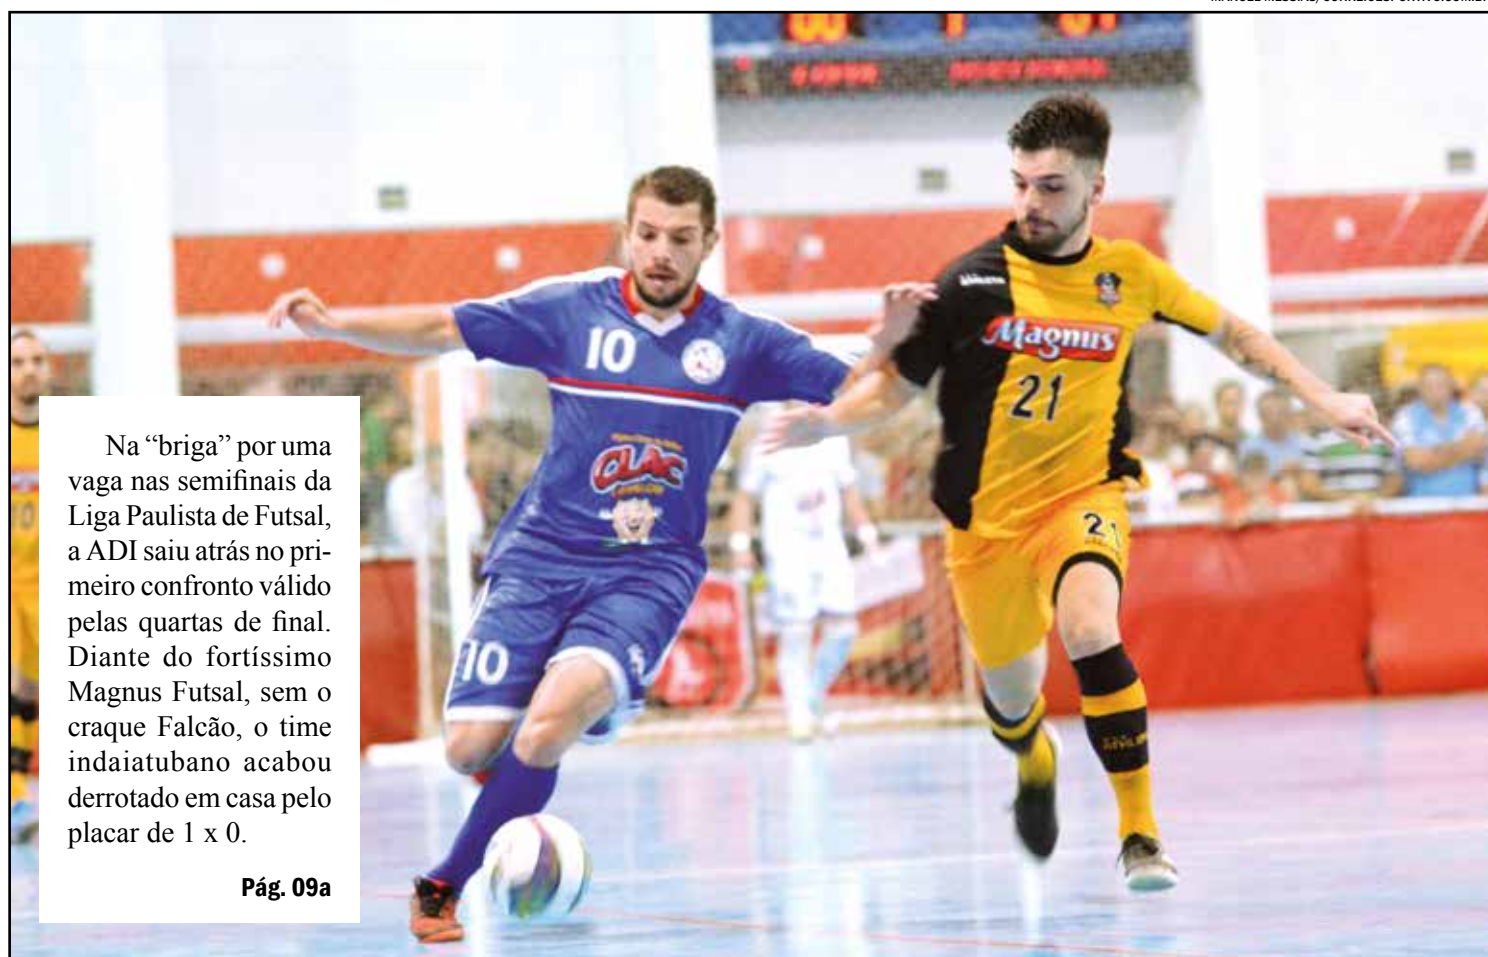 Na “briga” por uma
vaga nas semifinais da
Liga Paulista de Futsal,
a ADI saiu atrás no pri-
meiro confronto válido
pelas quartas de final.
Diante do fortíssimo
Magnus Futsal, sem o
craque Falcão, o time
indaiatubano acabou
derrotado em casa pelo
placar de 1 x 0.
Pág. 09a
10
CLAC
10
Magnus
21
21